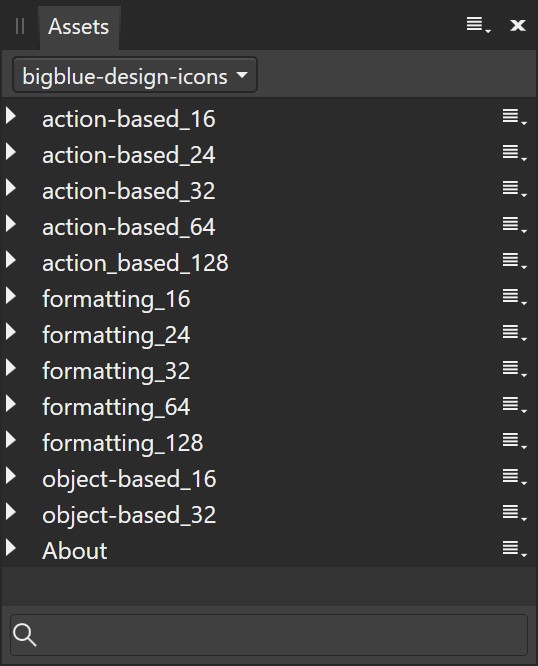 Assets
bigblue-design-icons
action-based_16
action-based_24
action-based_32
action-based_64
action_based_128
formatting_16
formatting_24
formatting_32
formatting_64
formatting_128
object-based_16
object-based_32
About